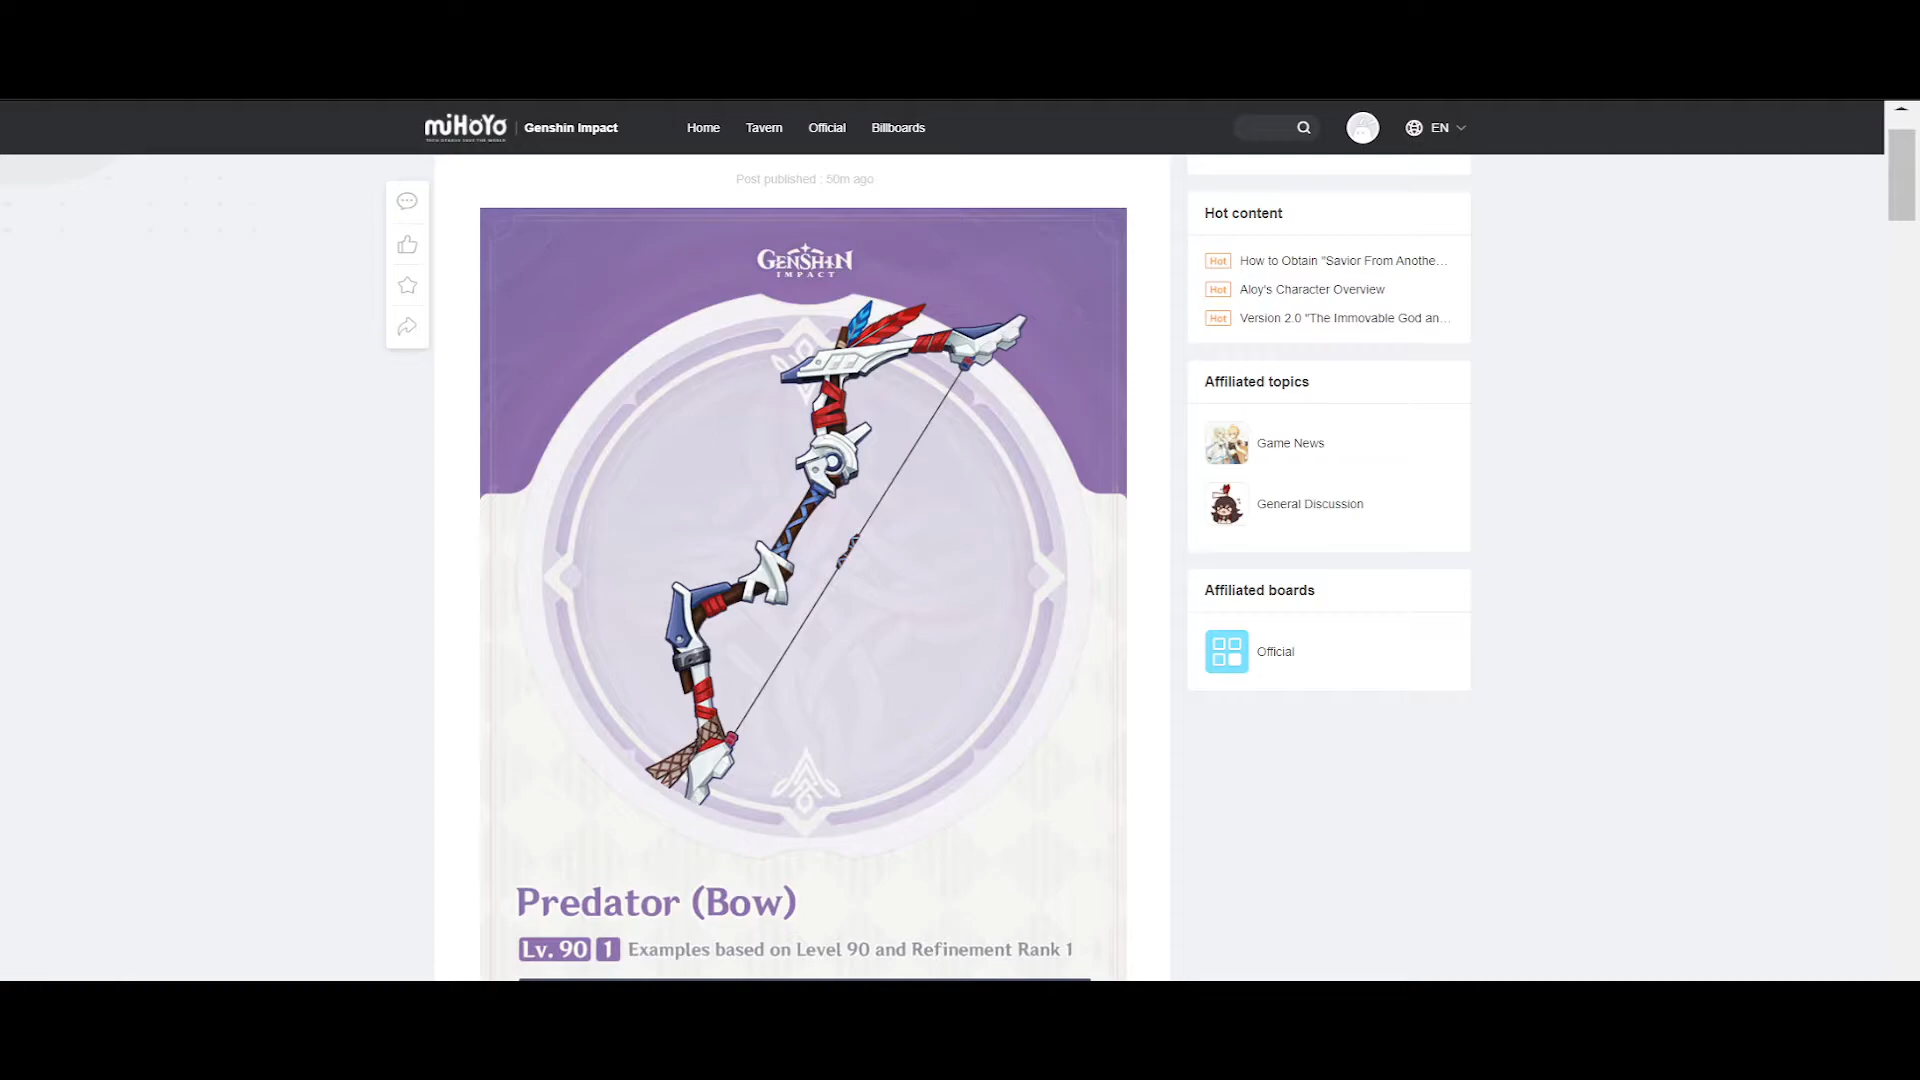 miHoYo
Genshin Impact
Home
Tavern
Official
Billboards
EN
Post published : 50m ago
GENSHIN
IMPACT
Predator (Bow)
Lv. 90 1 Examples based on Level 90 and Refinement Rank 1
Hot content
Hot How to Obtain "Savior From Anothe...
Hot Aloy's Character Overview
Hot Version 2.0 "The Immovable God an...
Affiliated topics
Game News
General Discussion
Affiliated boards
Official